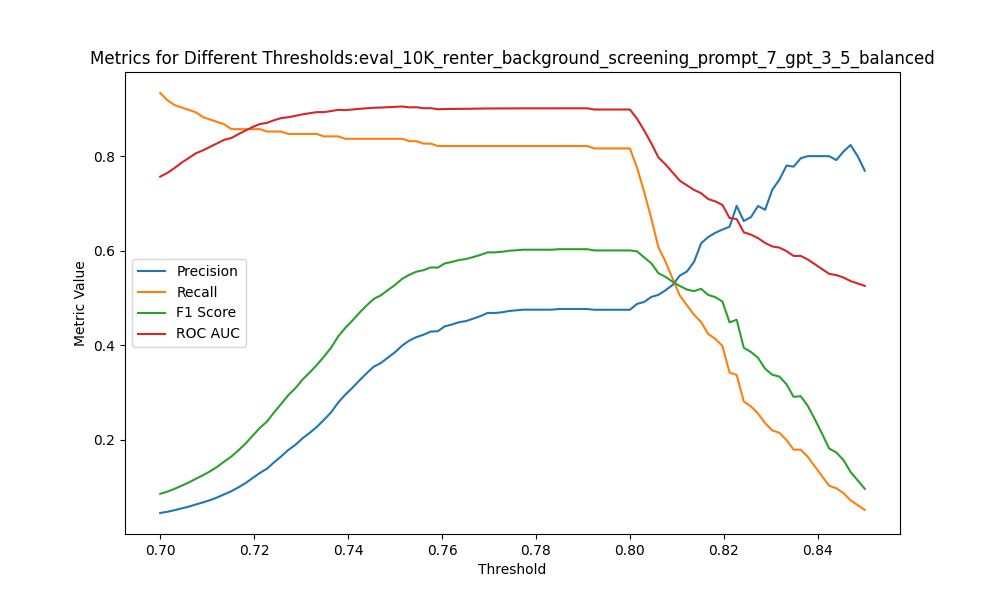 Metrics for Different Thresholds:eval_10K_renter_background_screening_prompt_7_gpt_3_5_balanced
Metric Value
0.8
0.6
0.4
0.2
Precision
Recall
F1 Score
ROC AUC
0.70 0.72 0.74 0.76 0.78 0.80 0.82 0.84
Threshold